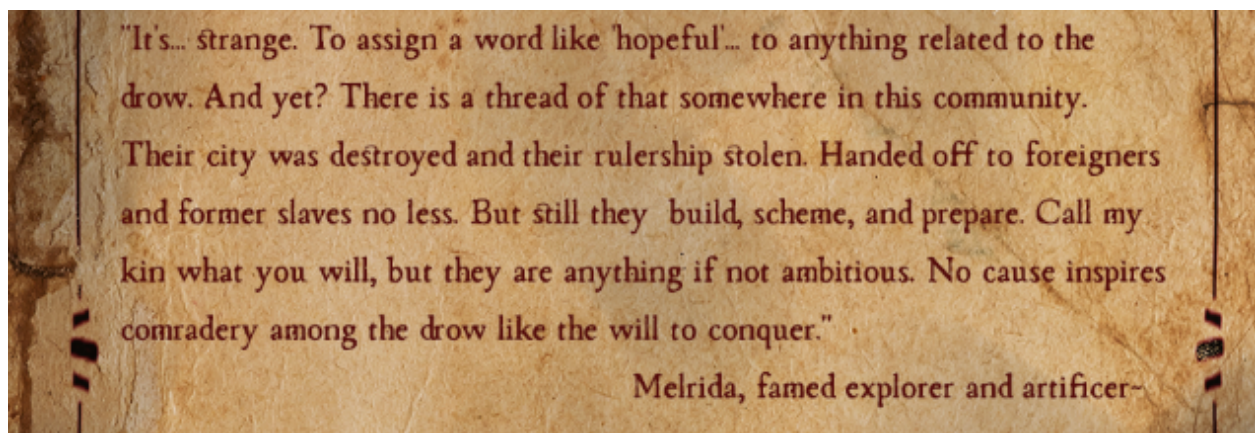 "It's... strange. To assign a word like 'hopeful'... to anything related to the
drow. And yet? There is a thread of that somewhere in this community.
Their city was destroyed and their rulership stolen. Handed off to foreigners
and former slaves no less. But still they  build, scheme, and prepare. Call my
kin what you will, but they are anything if not ambitious. No cause inspires
comradery among the drow like the will to conquer."
Melrida, famed explorer and artificer~